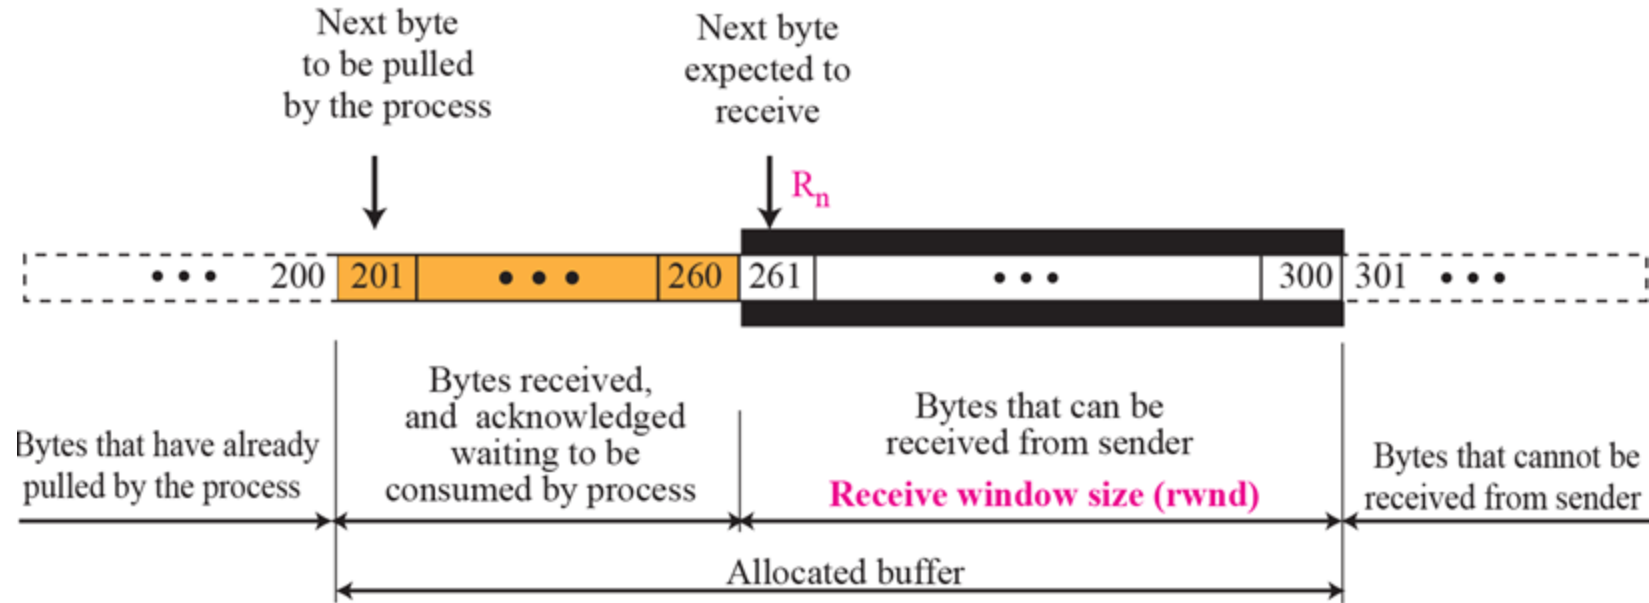 Next byte
to be pulled
by the process
Next byte
expected to
receive
Rn
• • • 200 201 • • • 260 261 • • • 300 301 • • •
Bytes that have already
pulled by the process
Bytes received,
and acknowledged
waiting to be
consumed by process
Bytes that can be
received from sender
Receive window size (rwnd)
Bytes that cannot be
received from sender
Allocated buffer